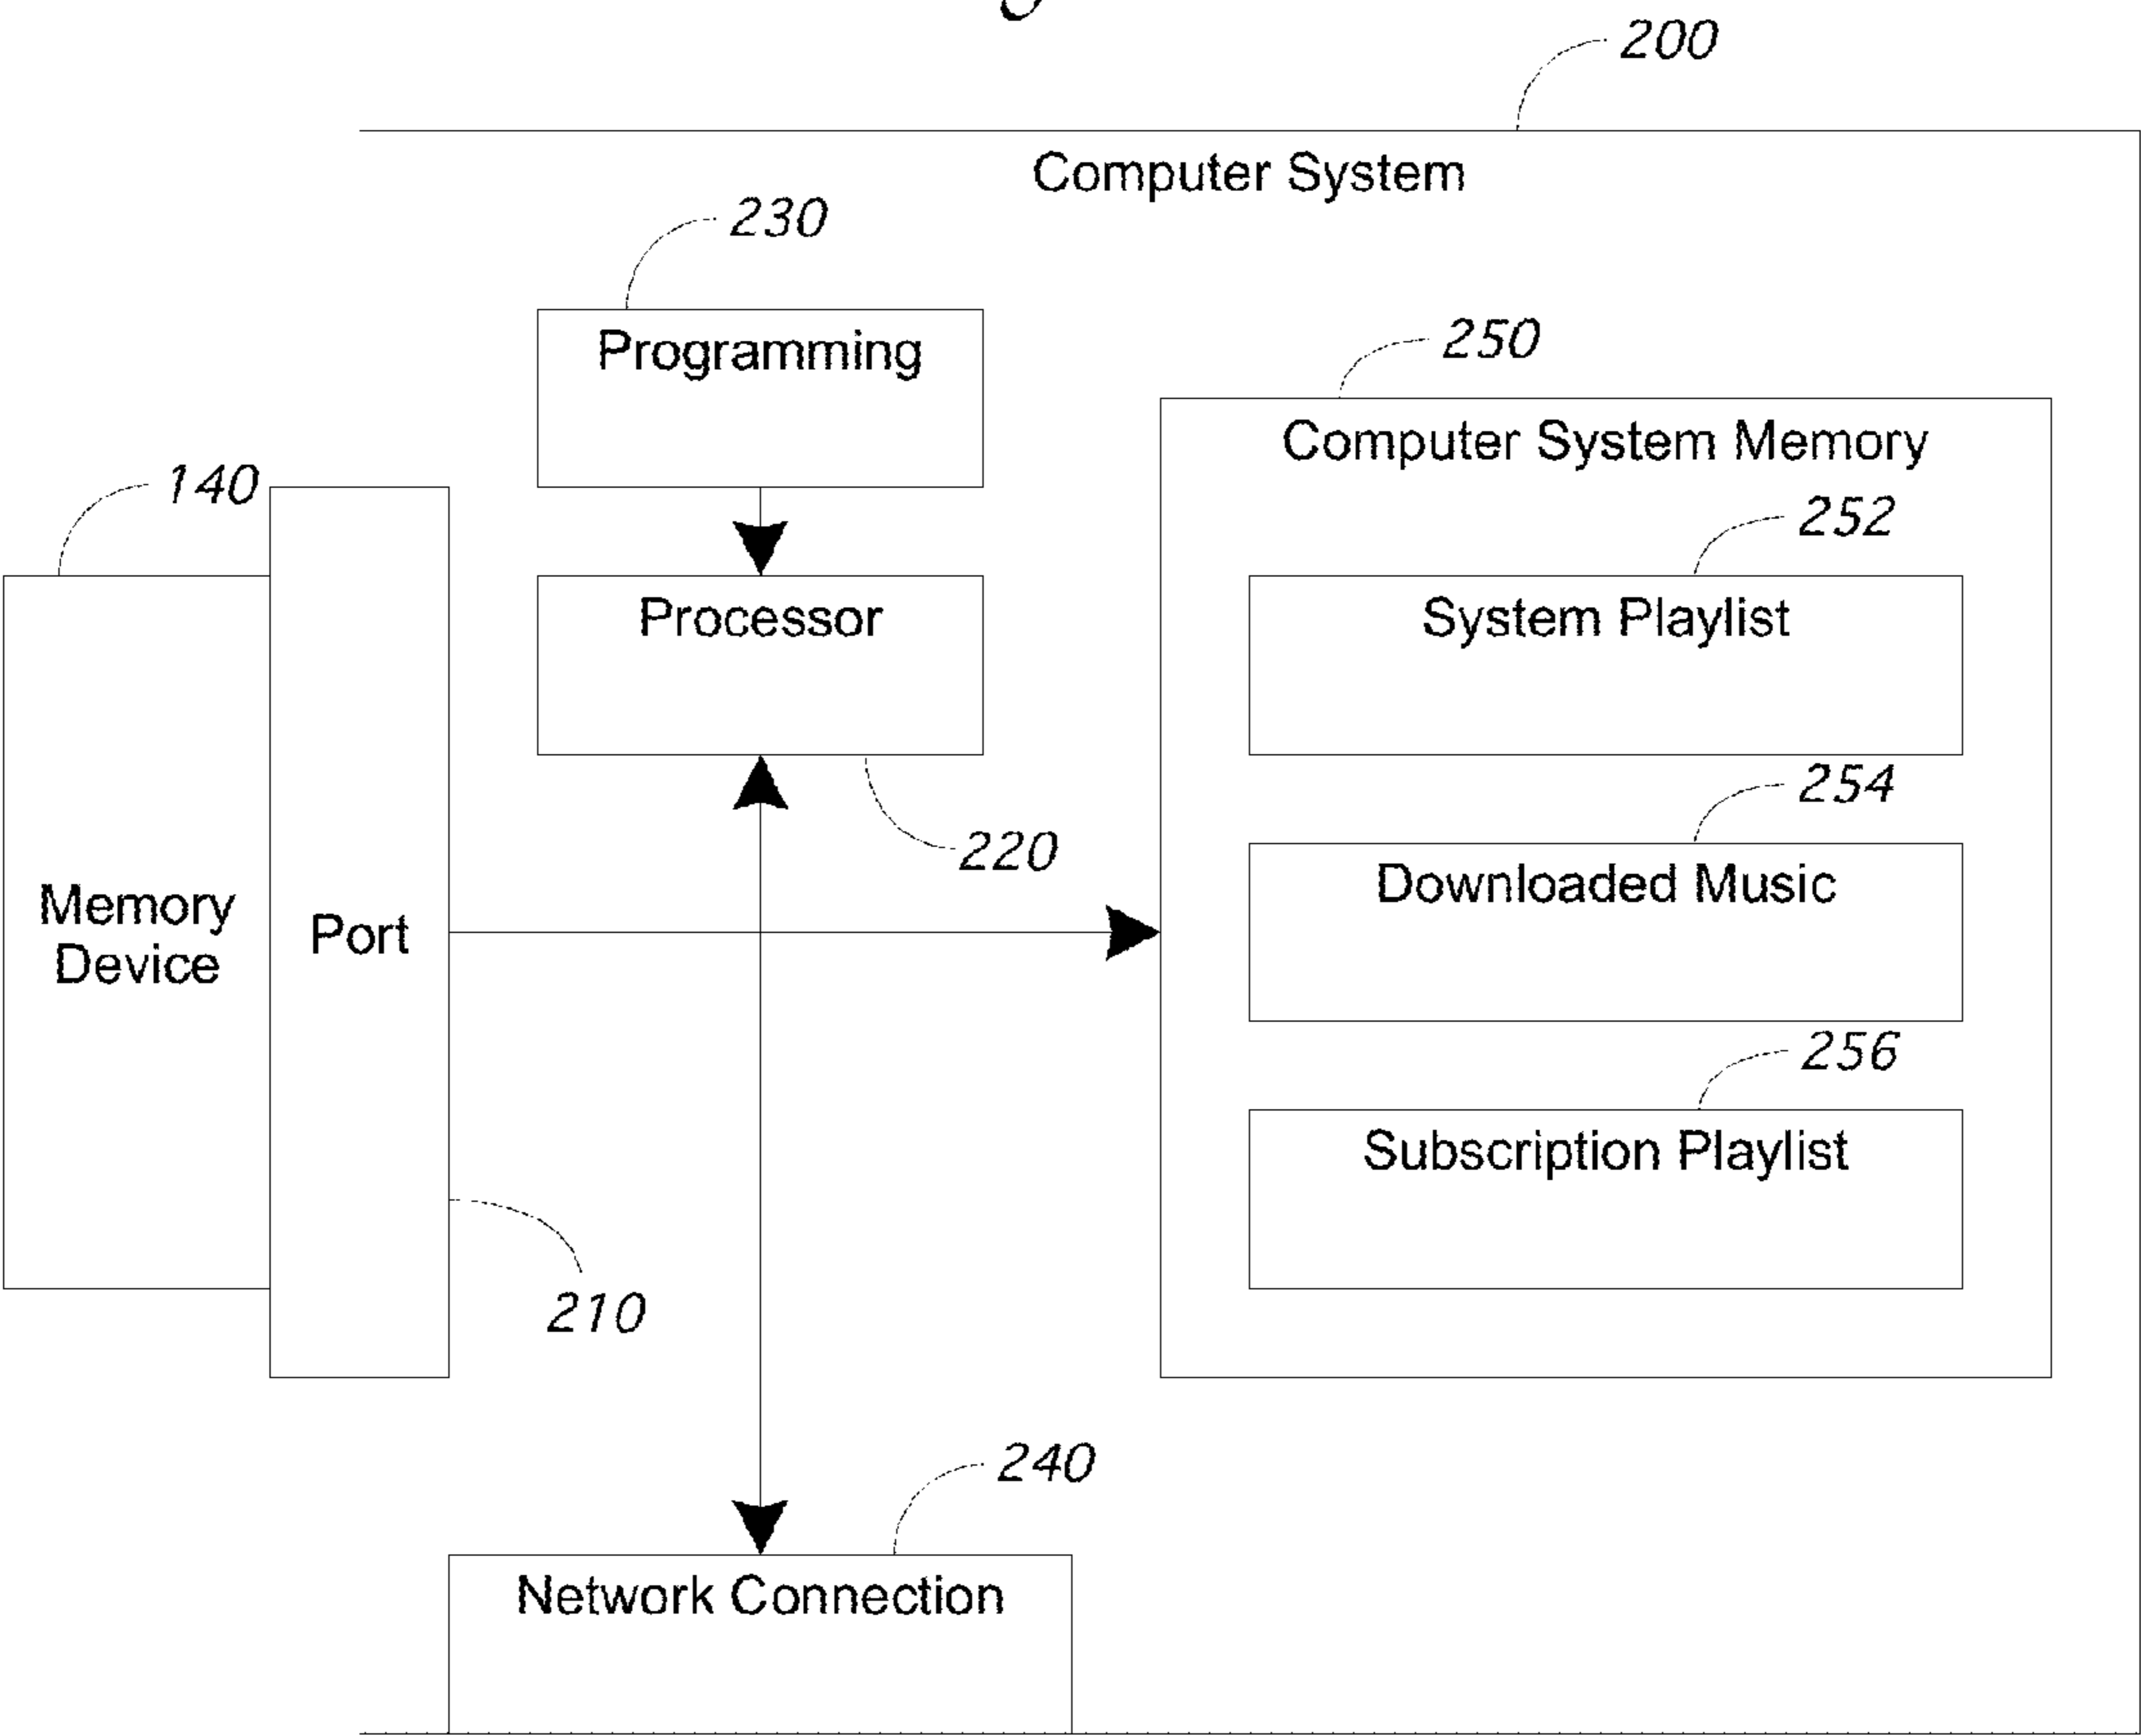 200
Computer System
230
Programming
250
Computer System Memory
140
252
Processor
System Playlist
254
220
Downloaded Music
Memory
Device
Port
256
Subscription Playlist
210
240
Network Connection